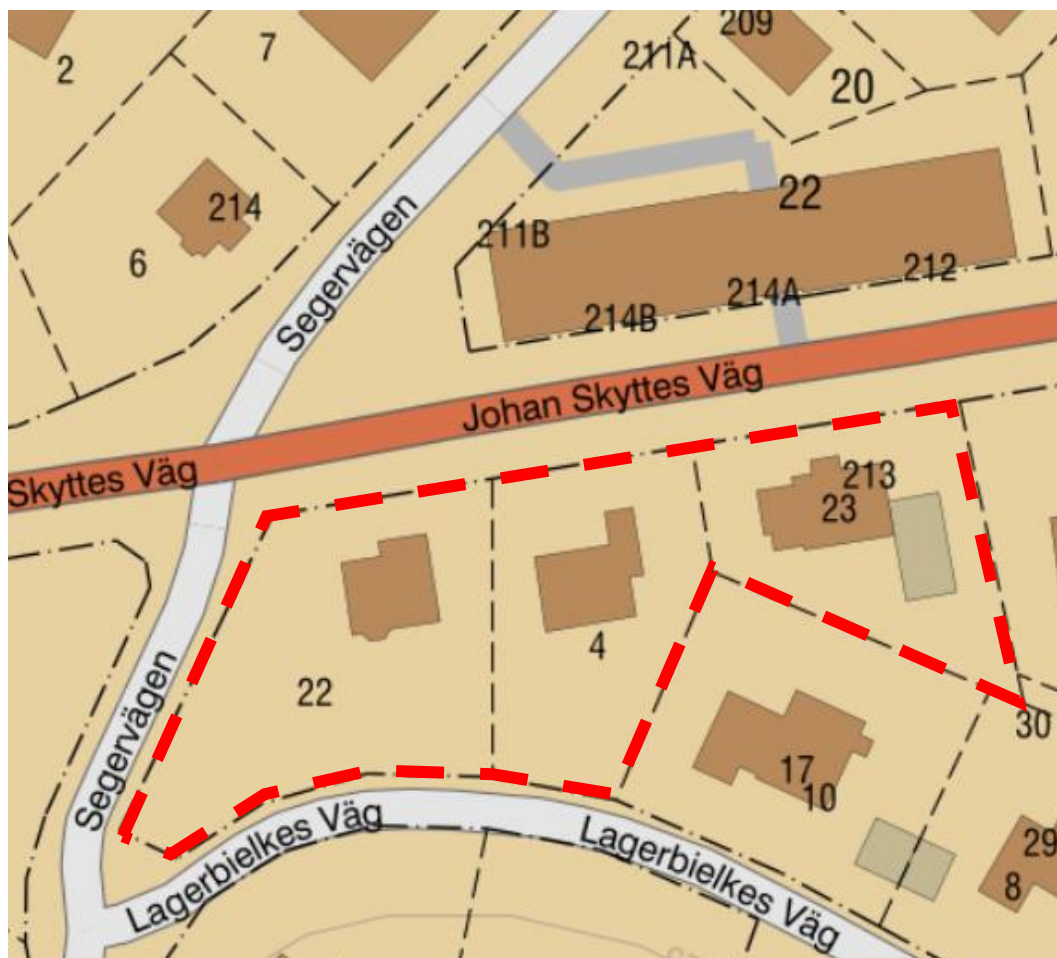 209
7
211A
2
20
22
214
211B
6
212
Segervägen
214A
214B
Johan Skyttes Väg
Skyttes Väg
213
23
4
22
Segervägen
30
17
10
Lagerbielkes Väg
Lagerbielkes Väg
29
8